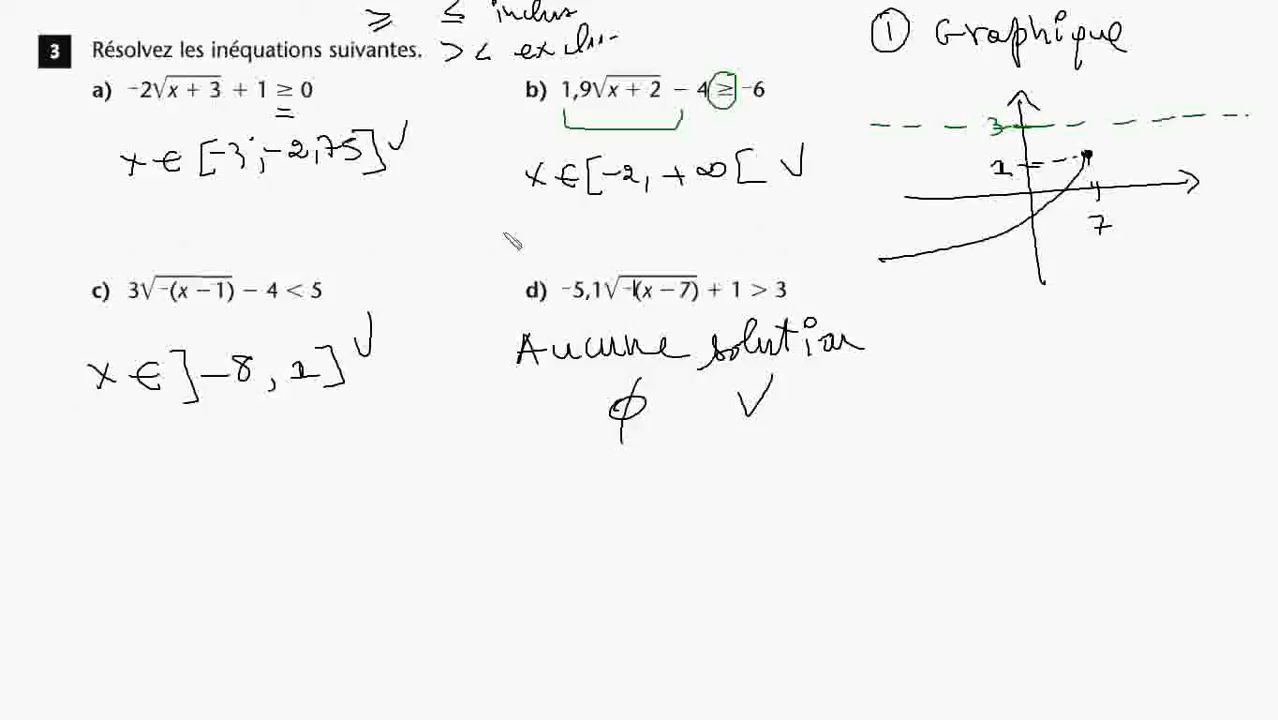 ≥ ≤ inclus
> < exclus
3 Résolvez les inéquations suivantes.
a) -2√x + 3 + 1 ≥ 0
x ∈ [-3 ; -2,75] ✓
b) 1,9√x + 2 - 4 ≥ -6
x ∈ [-2, +∞[ ✓
c) 3√-(x - 1) - 4 < 5
x ∈ ]-8, 1] ✓
d) -5,1√-(x - 7) + 1 > 3
Aucune solution
ϕ ✓
① Graphique
3
1
7